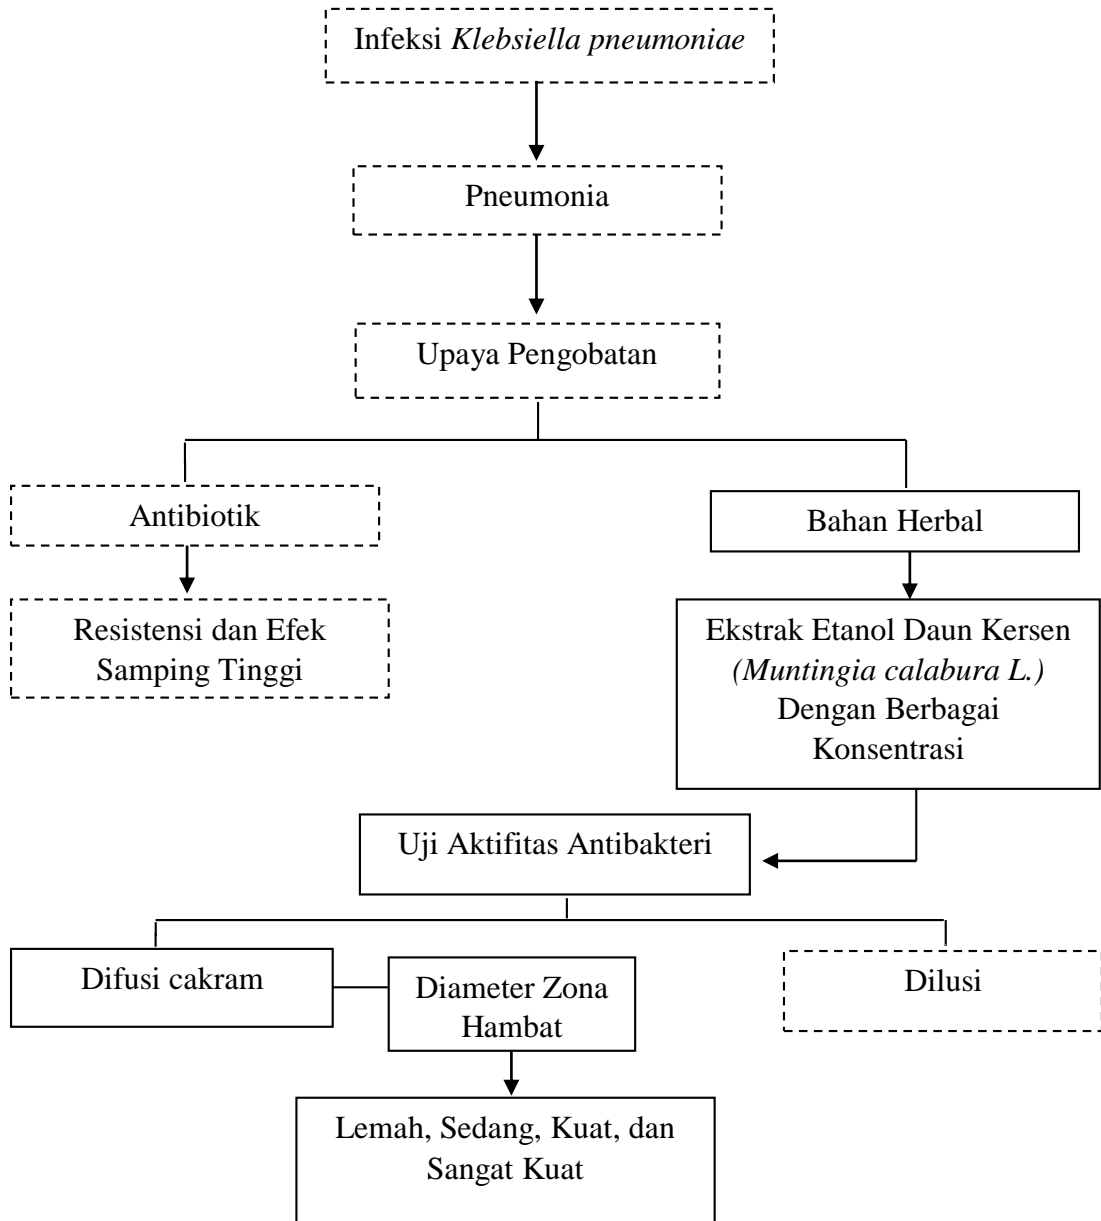 Infeksi Klebsiella pneumoniae
Pneumonia
Upaya Pengobatan
Antibiotik
Bahan Herbal
Resistensi dan Efek
Samping Tinggi
Ekstrak Etanol Daun Kersen
(Muntingia calabura L.)
Dengan Berbagai
Konsentrasi
Uji Aktifitas Antibakteri
Difusi cakram
Diameter Zona
Hambat
Dilusi
Lemah, Sedang, Kuat, dan
Sangat Kuat